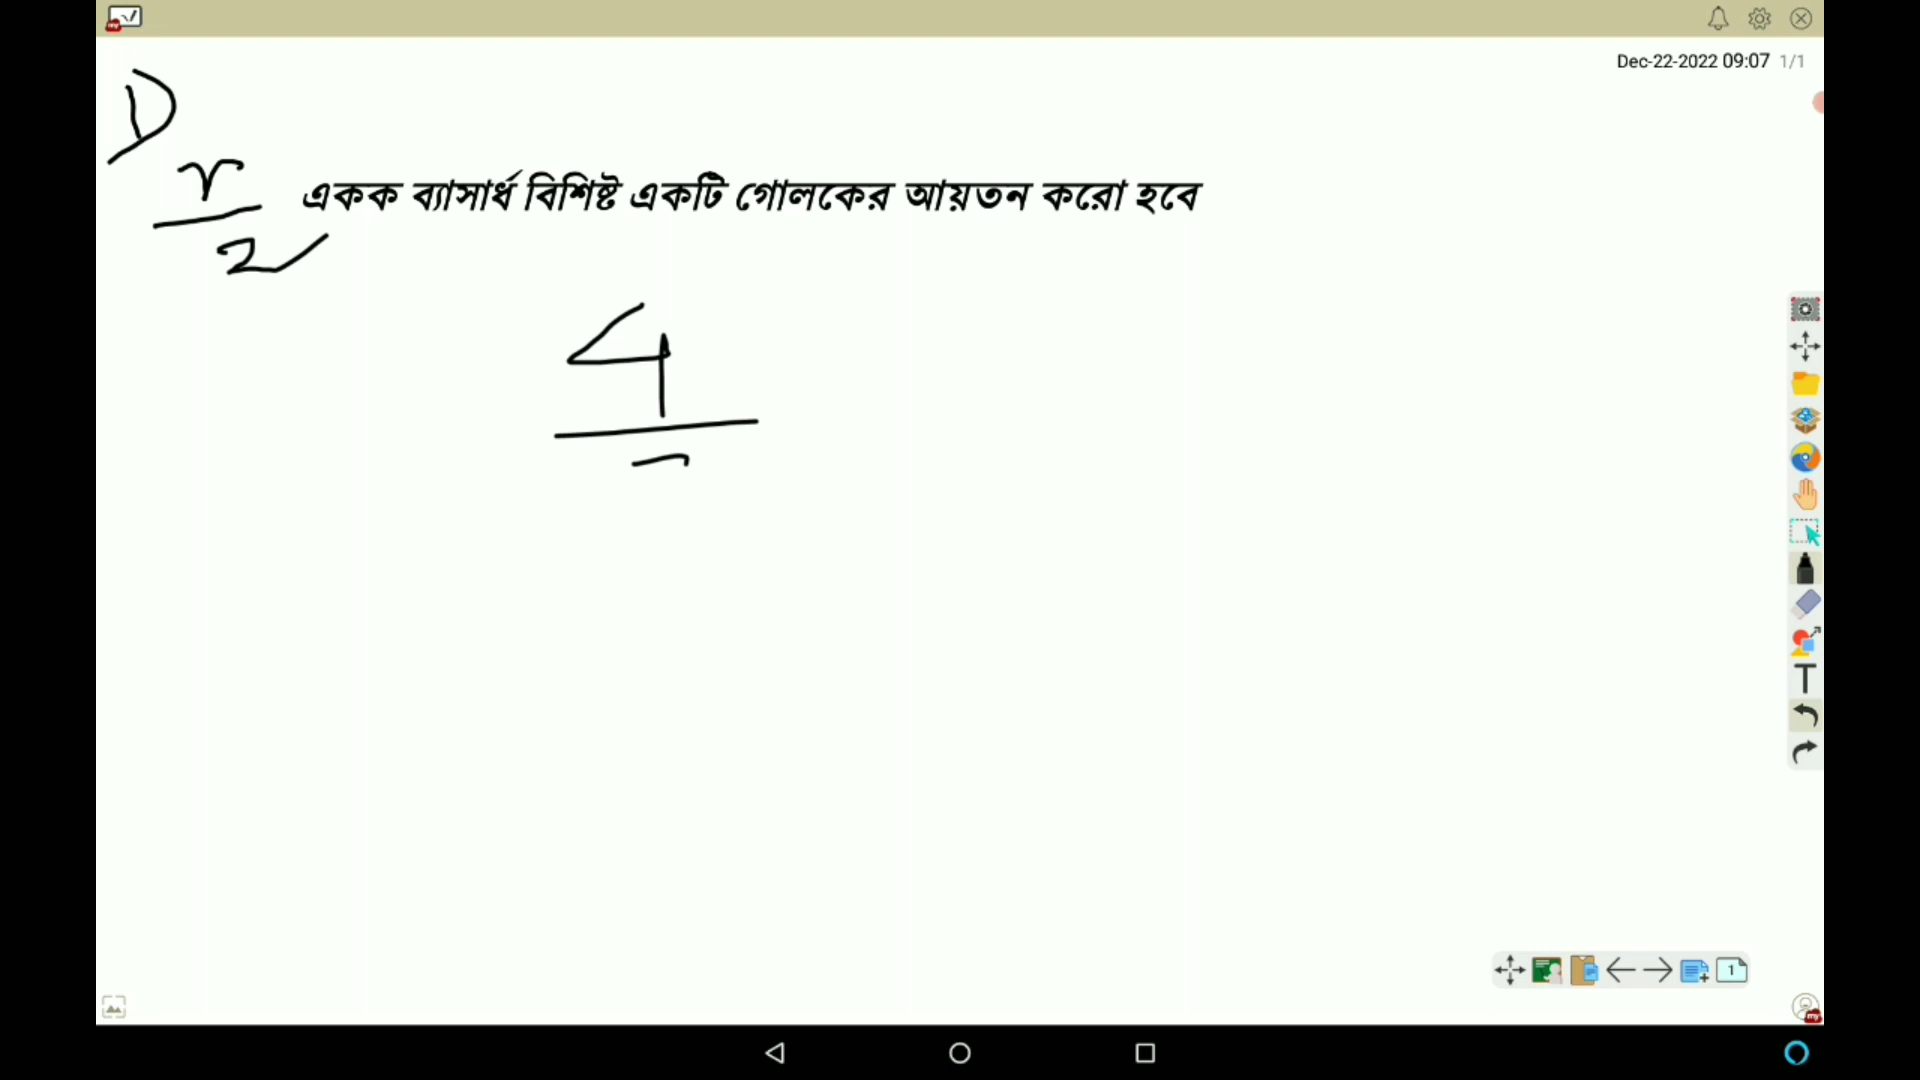 Dec-22-2022 09:07 1/1
D
r
2
একক ব্যাসার্ধ বিশিষ্ট একটি গোলকের আয়তন করো হবে
4
T
1